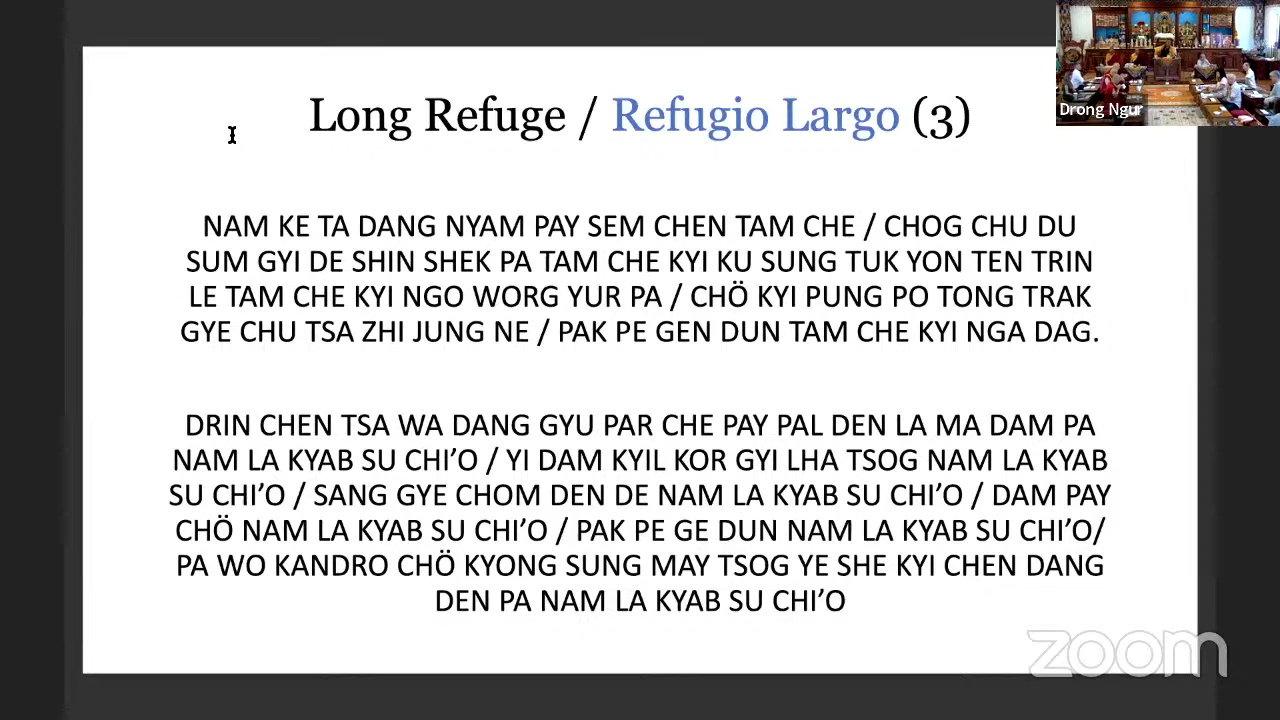 Long Refuge / Refugio Largo (3)
Drong Ngur
NAM KE TA DANG NYAM PAY SEM CHEN TAM CHE / CHOG CHU DU
SUM GYI DE SHIN SHEK PA TAM CHE KYI KU SUNG TUK YON TEN TRIN
LE TAM CHE KYI NGO WORG YUR PA / CHÖ KYI PUNG PO TONG TRAK
GYE CHU TSA ZHI JUNG NE / PAK PE GEN DUN TAM CHE KYI NGA DAG.
DRIN CHEN TSA WA DANG GYU PAR CHE PAY PAL DEN LA MA DAM PA
NAM LA KYAB SU CHI’O / YI DAM KYIL KOR GYI LHA TSOG NAM LA KYAB
SU CHI’O / SANG GYE CHOM DEN DE NAM LA KYAB SU CHI’O / DAM PAY
CHÖ NAM LA KYAB SU CHI’O / PAK PE GE DUN NAM LA KYAB SU CHI’O/
PA WO KANDRO CHÖ KYONG SUNG MAY TSOG YE SHE KYI CHEN DANG
DEN PA NAM LA KYAB SU CHI’O
zoom